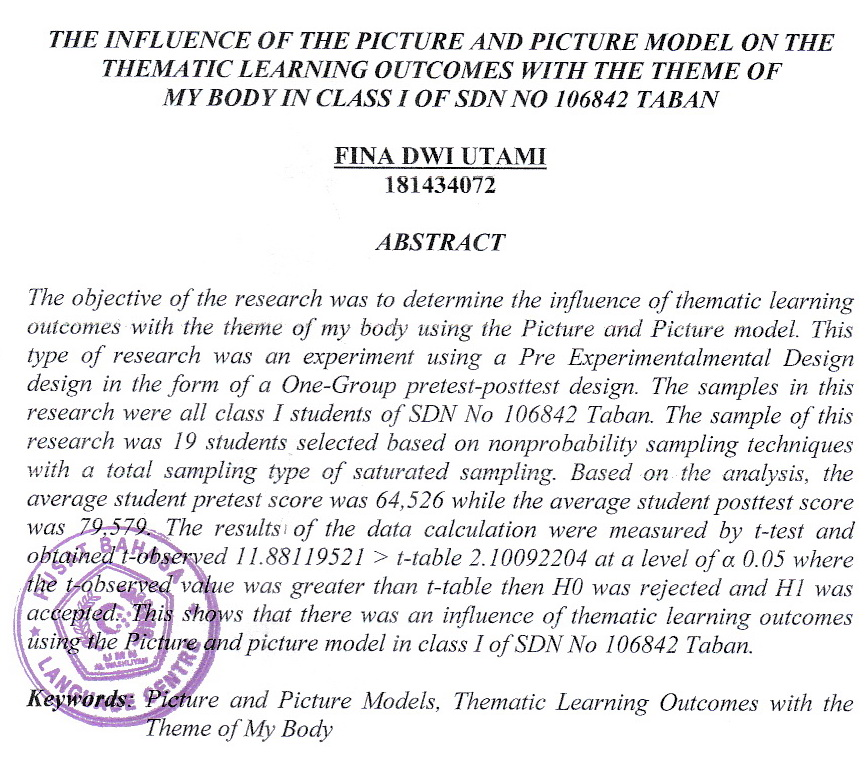 THE INFLUENCE OF THE PICTURE AND PICTURE MODEL ON THE
THEMATIC LEARNING OUTCOMES WITH THE THEME OF
MY BODY IN CLASS I OF SDN NO 106842 TABAN
FINA DWI UTAMI
181434072
ABSTRACT
The objective of the research was to determine the influence of thematic learning
outcomes with the theme of my body using the Picture and Picture model. This
type of research was an experiment using a Pre Experimentalmental Design
design in the form of a One-Group pretest-posttest design. The samples in this
research were all class I students of SDN No 106842 Taban. The sample of this
research was 19 students selected based on nonprobability sampling techniques
with a total sampling type of saturated sampling. Based on the analysis, the
average student pretest score was 64,526 while the average student posttest score
was 79,579. The results of the data calculation were measured by t-test and
obtained t-observed 11.88119521 > t-table 2.10092204 at a level of α 0.05 where
the t-observed value was greater than t-table then H0 was rejected and H1 was
accepted. This shows that there was an influence of thematic learning outcomes
using the Picture and picture model in class I of SDN No 106842 Taban.
Keywords: Picture and Picture Models, Thematic Learning Outcomes with the
Theme of My Body
PUSAT BAHASA
UMN
AL WASHLIYAH
LANGUAGE CENTRE